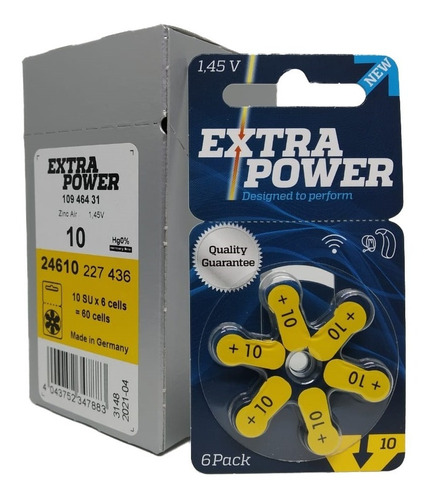 EXTRA
POWER
109 464 31
Zinc Air 1,45V
10
Hg0%
24610 227 436
10 SU x 6 cells
= 60 cells
Made in Germany
4 043752 347883
3148
2021-04
1,45 V
NEW
EXTRA
POWER
Designed to perform
Quality
Guarantee
+ 10
+ 10
+ 10
+ 10
+ 10
+ 10
6 Pack
10